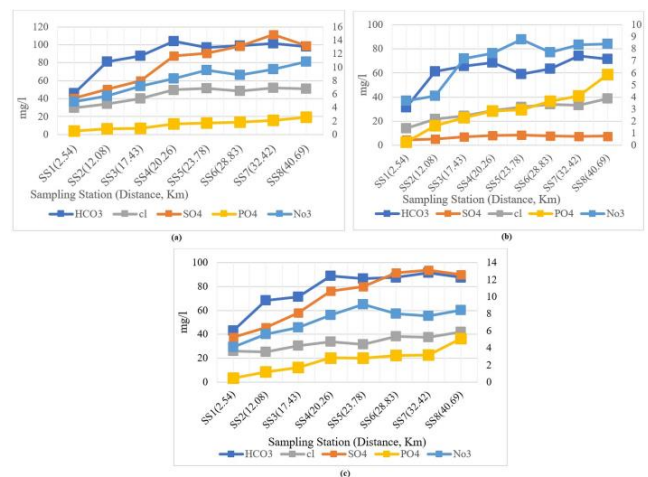 120
100
80
60
40
20
0
16
14
12
10
8
6
4
2
0
mg/l
SS1(2.54)
SS2(12.08)
SS3(17.43)
SS4(20.26)
SS5(23.78)
SS6(28.83)
SS7(32.42)
SS8(40.69)
Sampling Station (Distance, Km)
HCO3 cl SO4 PO4 No3
(a)
100
80
60
40
20
0
10
9
8
7
6
5
4
3
2
1
0
mg/l
SS1(2.54)
SS2(12.08)
SS3(17.43)
SS4(20.26)
SS5(23.78)
SS6(28.83)
SS7(32.42)
SS8(40.69)
Sampling Station (Distance, Km)
HCO3 SO4 cl PO4 No3
(b)
100
80
60
40
20
0
14
12
10
8
6
4
2
0
mg/l
SS1(2.54)
SS2(12.08)
SS3(17.43)
SS4(20.26)
SS5(23.78)
SS6(28.83)
SS7(32.42)
SS8(40.69)
Sampling Station (Distance, Km)
HCO3 cl SO4 PO4 No3
(c)